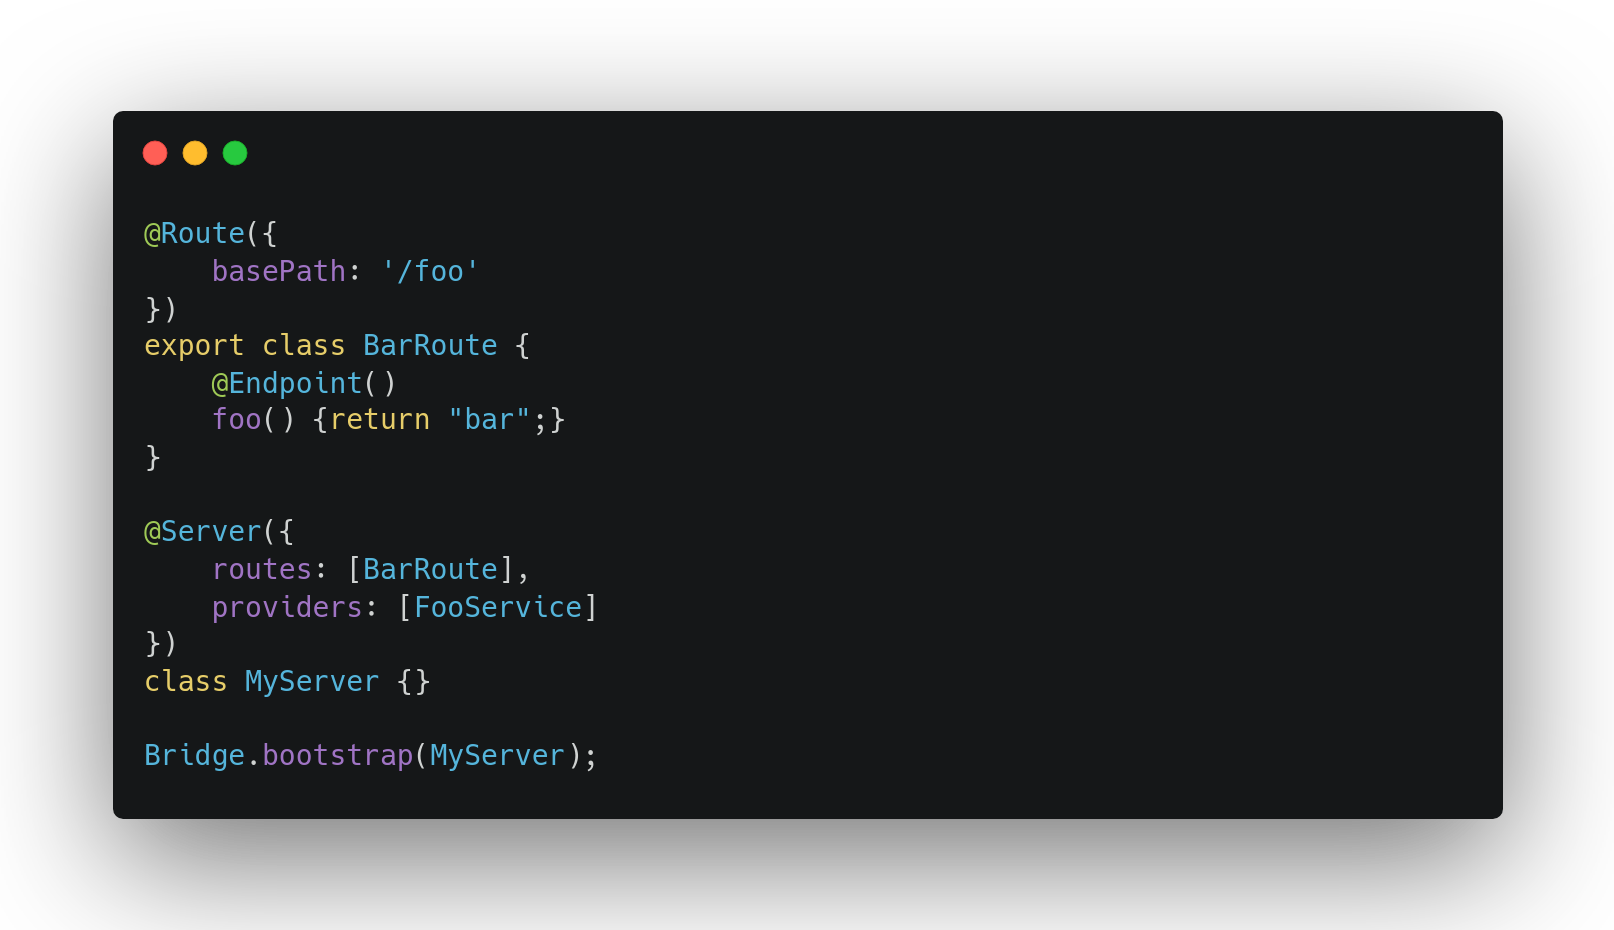 @Route({
    basePath: '/foo'
})
export class BarRoute {
    @Endpoint()
    foo() {return "bar";}
}

@Server({
    routes: [BarRoute],
    providers: [FooService]
})
class MyServer {}

Bridge.bootstrap(MyServer);